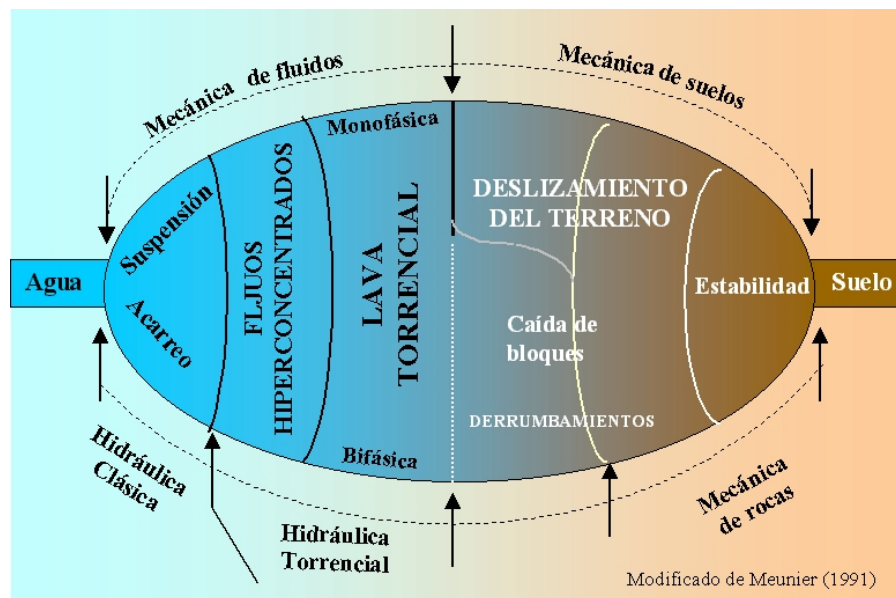 Mecánica de fluidos
Mecánica de suelos
Monofásica
Agua
Suspensión
Acarreo
FLJUOS
HIPERCONCENTRADOS
LAVA
TORRENCIAL
DESLIZAMIENTO
DEL TERRENO
Caída de
bloques
DERRUMBAMIENTOS
Estabilidad
Suelo
Bifásica
Hidráulica
Clásica
Hidráulica
Torrencial
Mecánica
de rocas
Modificado de Meunier (1991)